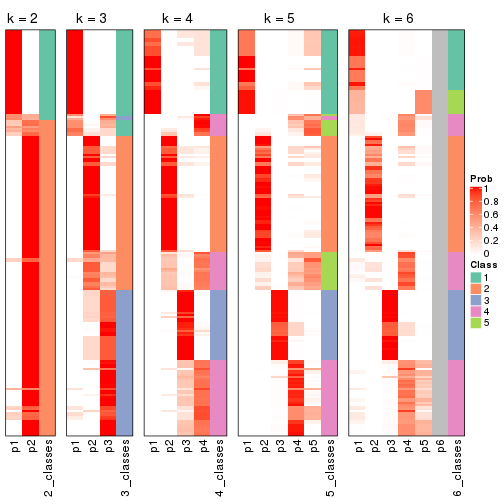 k = 2
k = 3
k = 4
k = 5
k = 6
Prob
1
0.8
0.6
0.4
0.2
0
Class
1
2
3
4
5
p1
p2
2_classes
p1
p2
p3
3_classes
p1
p2
p3
p4
4_classes
p1
p2
p3
p4
p5
5_classes
p1
p2
p3
p4
p5
p6
6_classes